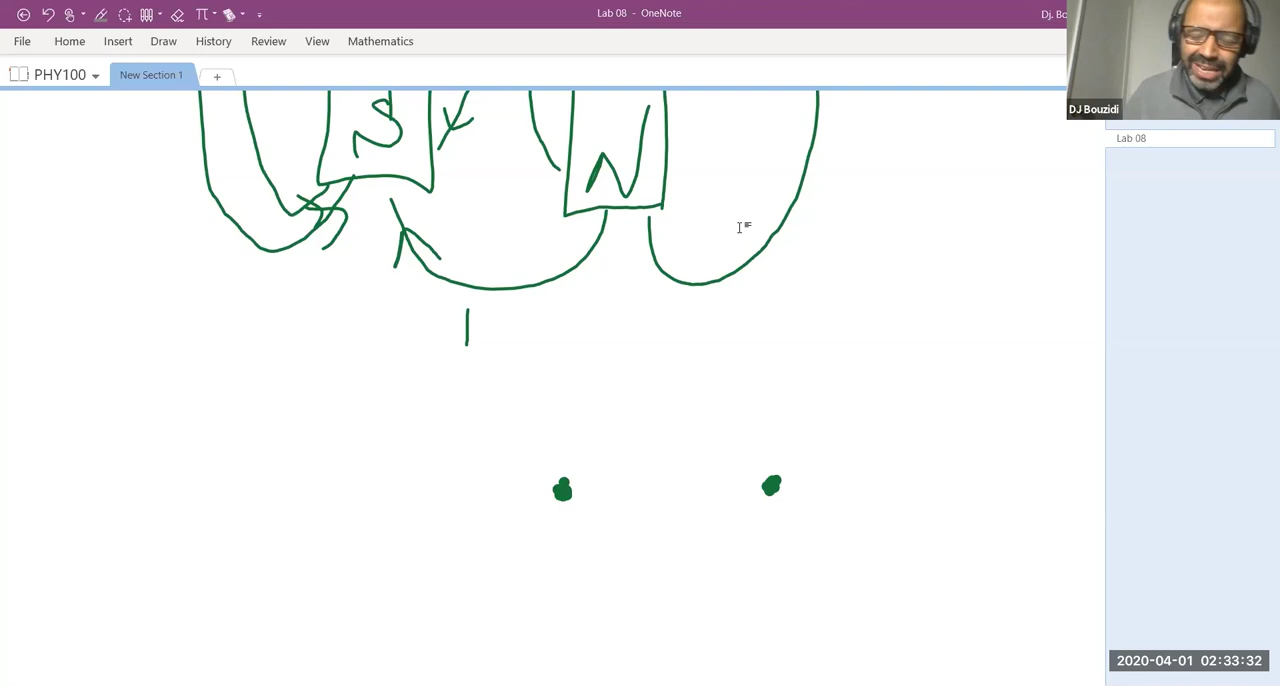 Lab 08 - OneNote
Dj. Bo
File Home Insert Draw History Review View Mathematics
PHY100 New Section 1 +
DJ Bouzidi
Lab 08
S N
2020-04-01 02:33:32